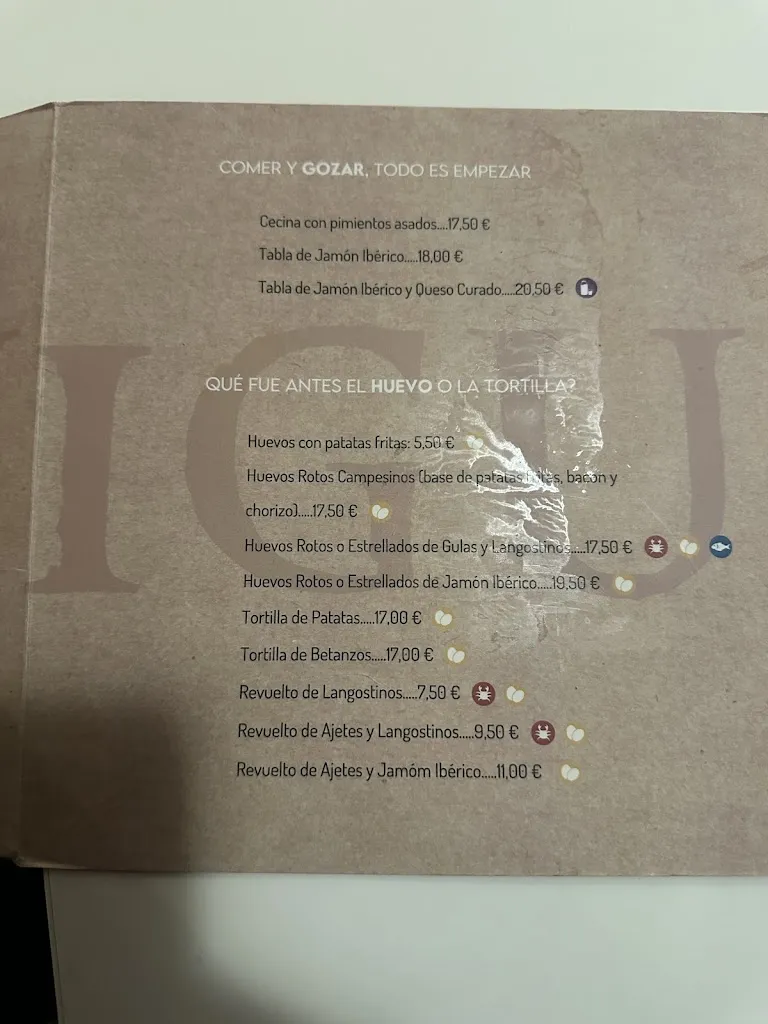 COMER Y GOZAR, TODO ES EMPEZAR
Cecina con pimientos asados....17,50 €
Tabla de Jamón Ibérico.....18,00 €
Tabla de Jamón Ibérico y Queso Curado.....20,50 €
QUÉ FUE ANTES EL HUEVO O LA TORTILLA?
Huevos con patatas fritas: 5,50 €
Huevos Rotos Campesinos (base de patatas fritas, bacon y
chorizo).....17,50 €
Huevos Rotos o Estrellados de Gulas y Langostinos.....17,50 €
Huevos Rotos o Estrellados de Jamón Ibérico.....19,50 €
Tortilla de Patatas.....17,00 €
Tortilla de Betanzos.....17,00 €
Revuelto de Langostinos.....7,50 €
Revuelto de Ajetes y Langostinos.....9,50 €
Revuelto de Ajetes y Jamóm Ibérico.....11,00 €
IGU